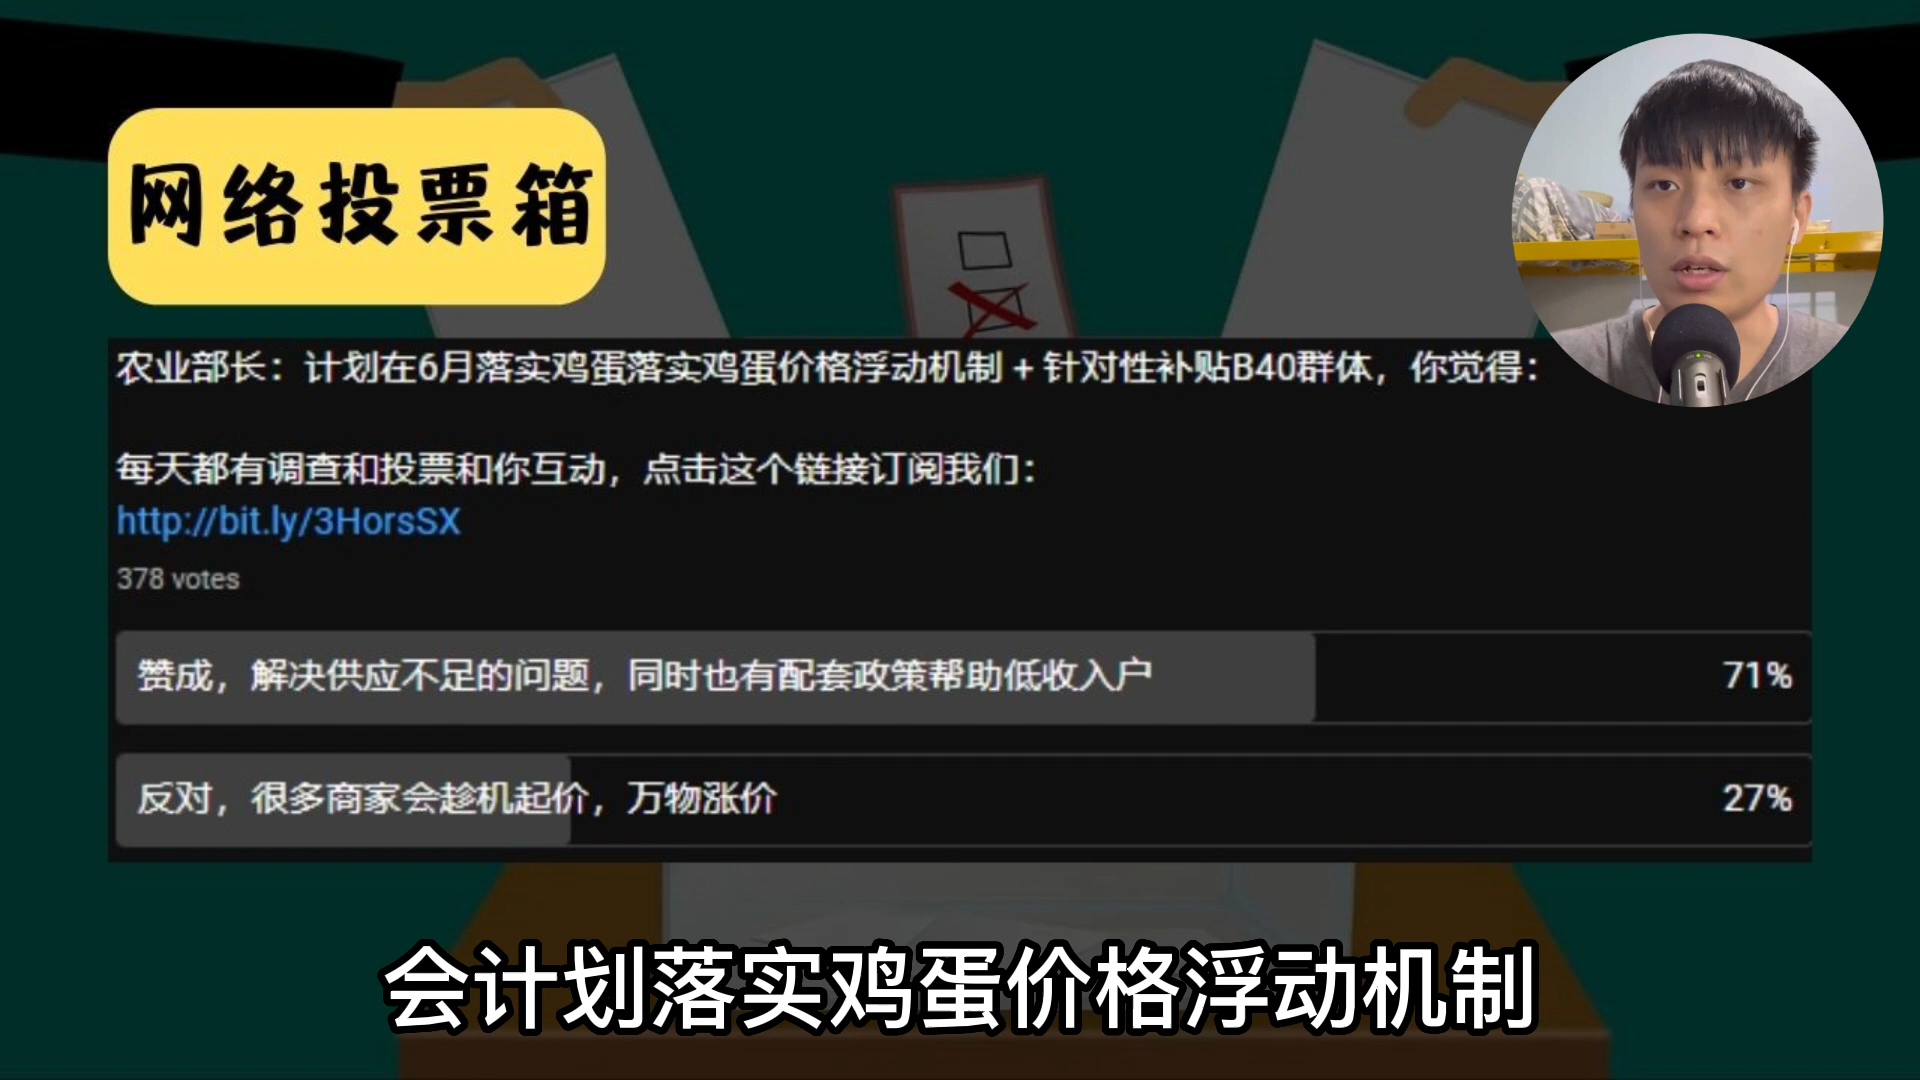 网络投票箱
农业部长：计划在6月落实鸡蛋落实鸡蛋价格浮动机制 + 针对性补贴B40群体，你觉得：
每天都有调查和投票和你互动，点击这个链接订阅我们：
http://bit.ly/3HorsSX
378 votes
赞成，解决供应不足的问题，同时也有配套政策帮助低收入户 71%
反对，很多商家会趁机起价，万物涨价 27%
会计划落实鸡蛋价格浮动机制